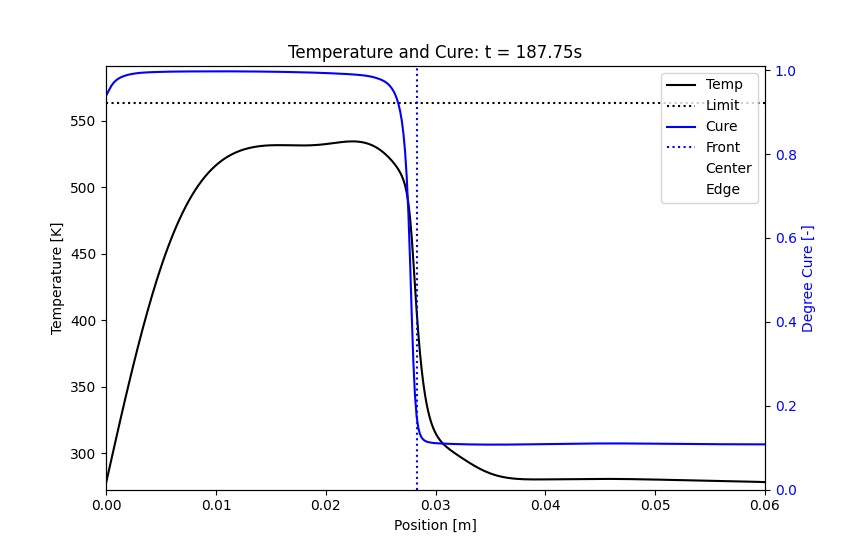 Temperature and Cure: t = 187.75s
Temp
Limit
Cure
Front
Center
Edge
550
500
450
400
350
300
Temperature [K]
1.0
0.8
0.6
0.4
0.2
0.0
Degree Cure [-]
0.00 0.01 0.02 0.03 0.04 0.05 0.06
Position [m]